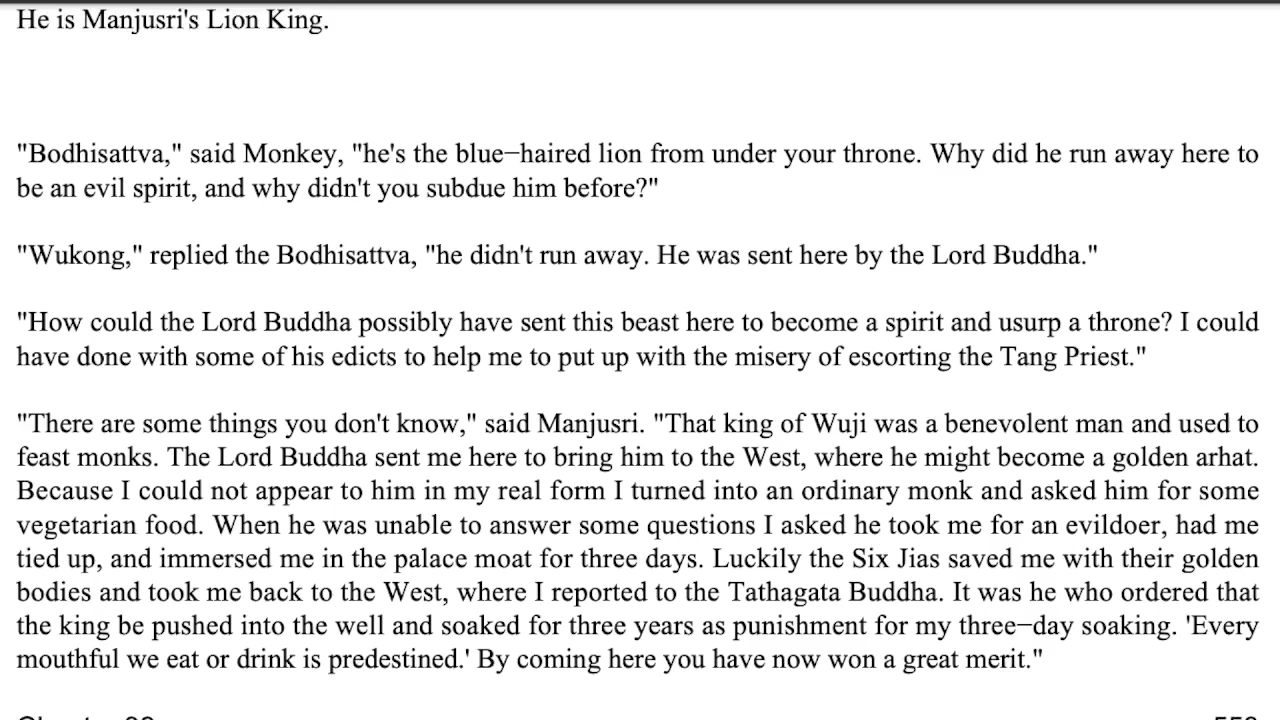 He is Manjusri's Lion King.
"Bodhisattva," said Monkey, "he's the blue−haired lion from under your throne. Why did he run away here to
be an evil spirit, and why didn't you subdue him before?"
"Wukong," replied the Bodhisattva, "he didn't run away. He was sent here by the Lord Buddha."
"How could the Lord Buddha possibly have sent this beast here to become a spirit and usurp a throne? I could
have done with some of his edicts to help me to put up with the misery of escorting the Tang Priest."
"There are some things you don't know," said Manjusri. "That king of Wuji was a benevolent man and used to
feast monks. The Lord Buddha sent me here to bring him to the West, where he might become a golden arhat.
Because I could not appear to him in my real form I turned into an ordinary monk and asked him for some
vegetarian food. When he was unable to answer some questions I asked he took me for an evildoer, had me
tied up, and immersed me in the palace moat for three days. Luckily the Six Jias saved me with their golden
bodies and took me back to the West, where I reported to the Tathagata Buddha. It was he who ordered that
the king be pushed into the well and soaked for three years as punishment for my three−day soaking. 'Every
mouthful we eat or drink is predestined.' By coming here you have now won a great merit."